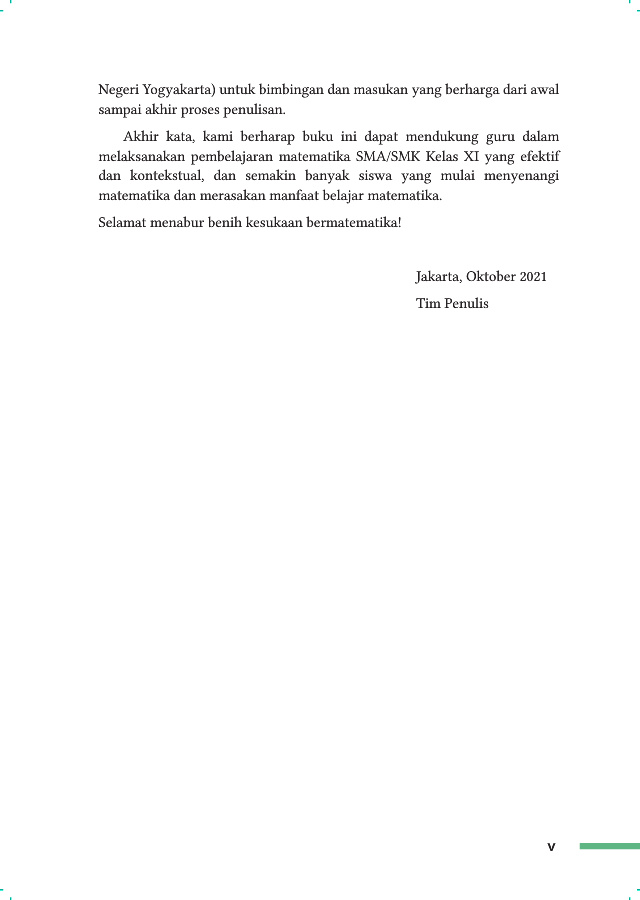 Negeri Yogyakarta) untuk bimbingan dan masukan yang berharga dari awal
sampai akhir proses penulisan.
Akhir kata, kami berharap buku ini dapat mendukung guru dalam
melaksanakan pembelajaran matematika SMA/SMK Kelas XI yang efektif
dan kontekstual, dan semakin banyak siswa yang mulai menyenangi
matematika dan merasakan manfaat belajar matematika.
Selamat menabur benih kesukaan bermatematika!
Jakarta, Oktober 2021
Tim Penulis
v